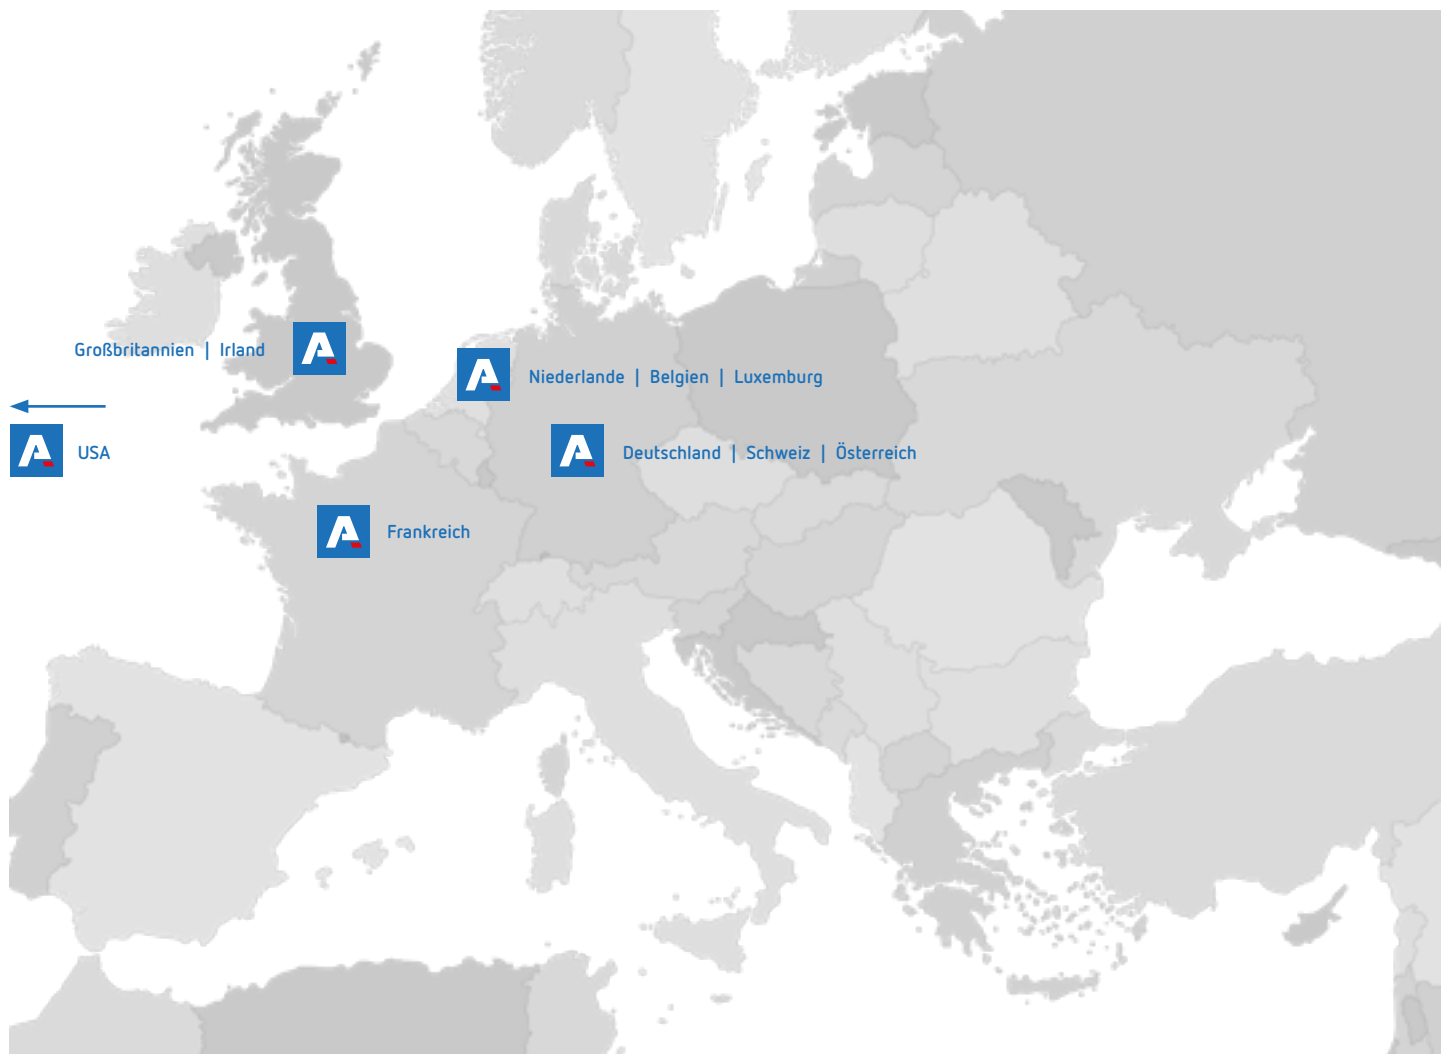 Großbritannien | Irland
Niederlande | Belgien | Luxemburg
USA
Deutschland | Schweiz | Österreich
Frankreich